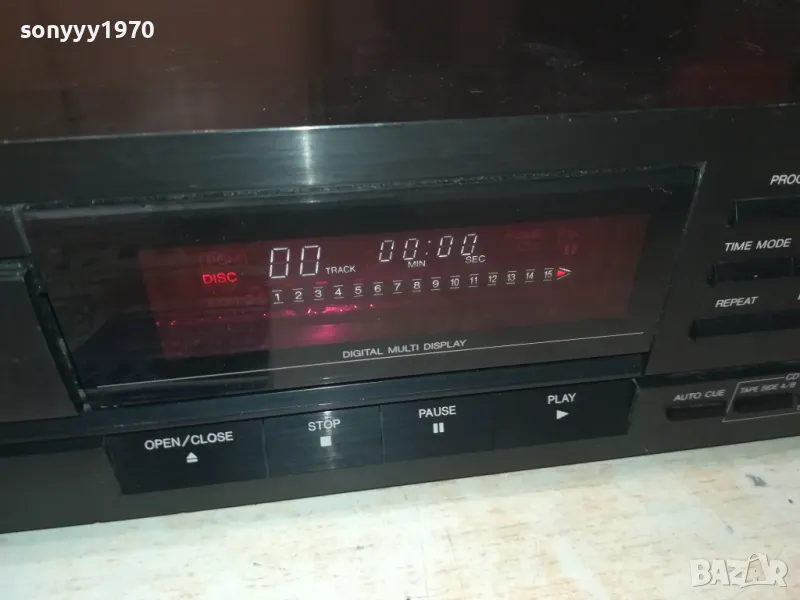 sonyyy1970
PROG
DISC 00 TRACK 00:00
MIN SEC
1 2 3 4 5 6 7 8 9 10 11 12 13 14 15
TIME MODE
REPEAT
DIGITAL MULTI DISPLAY
AUTO CUE
CD
TAPE SIDE A/B
OPEN/CLOSE
STOP
PAUSE
PLAY
BAZAR